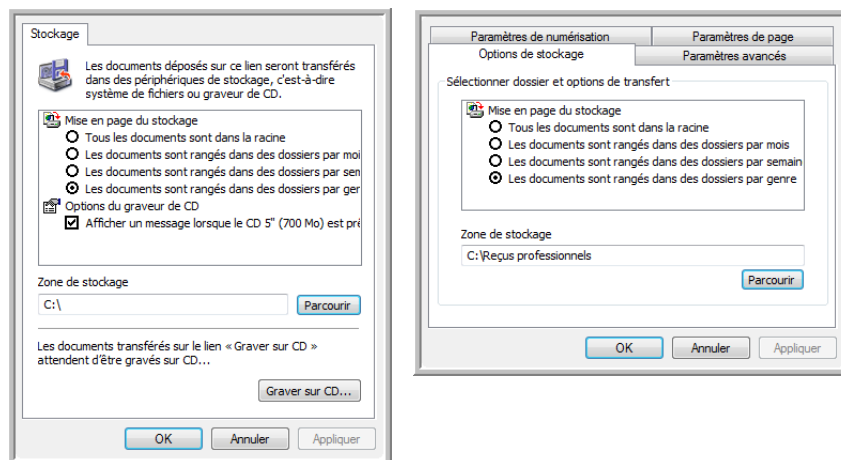 Stockage
Les documents déposés sur ce lien seront transférés
dans des périphériques de stockage, c'est-à-dire
système de fichiers ou graveur de CD.
Mise en page du stockage
Tous les documents sont dans la racine
Les documents sont rangés dans des dossiers par moi
Les documents sont rangés dans des dossiers par sem
Les documents sont rangés dans des dossiers par gen
Options du graveur de CD
Afficher un message lorsque le CD 5" (700 Mo) est prê
Zone de stockage
C:\
Parcourir
Les documents transférés sur le lien « Graver sur CD »
attendent d'être gravés sur CD...
Graver sur CD...
OK Annuler Appliquer
Paramètres de numérisation Paramètres de page
Options de stockage Paramètres avancés
Sélectionner dossier et options de transfert
Mise en page du stockage
Tous les documents sont dans la racine
Les documents sont rangés dans des dossiers par mois
Les documents sont rangés dans des dossiers par semain
Les documents sont rangés dans des dossiers par genre
Zone de stockage
C:\Reçus professionnels
Parcourir
OK Annuler Appliquer